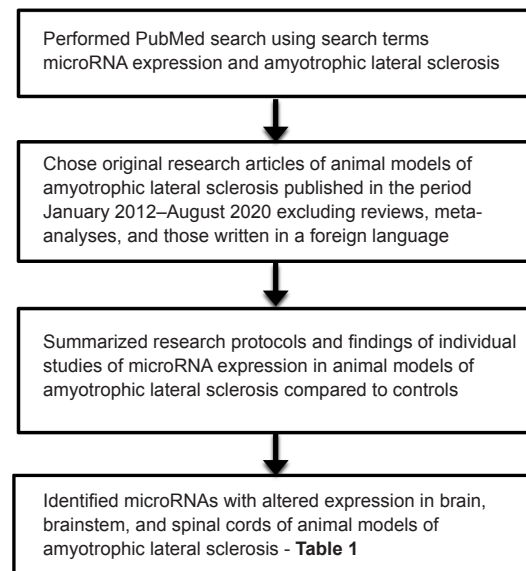 Performed PubMed search using search terms
microRNA expression and amyotrophic lateral sclerosis
Chose original research articles of animal models of
amyotrophic lateral sclerosis published in the period
January 2012–August 2020 excluding reviews, meta-
analyses, and those written in a foreign language
Summarized research protocols and findings of individual
studies of microRNA expression in animal models of
amyotrophic lateral sclerosis compared to controls
Identified microRNAs with altered expression in brain,
brainstem, and spinal cords of animal models of
amyotrophic lateral sclerosis - Table 1